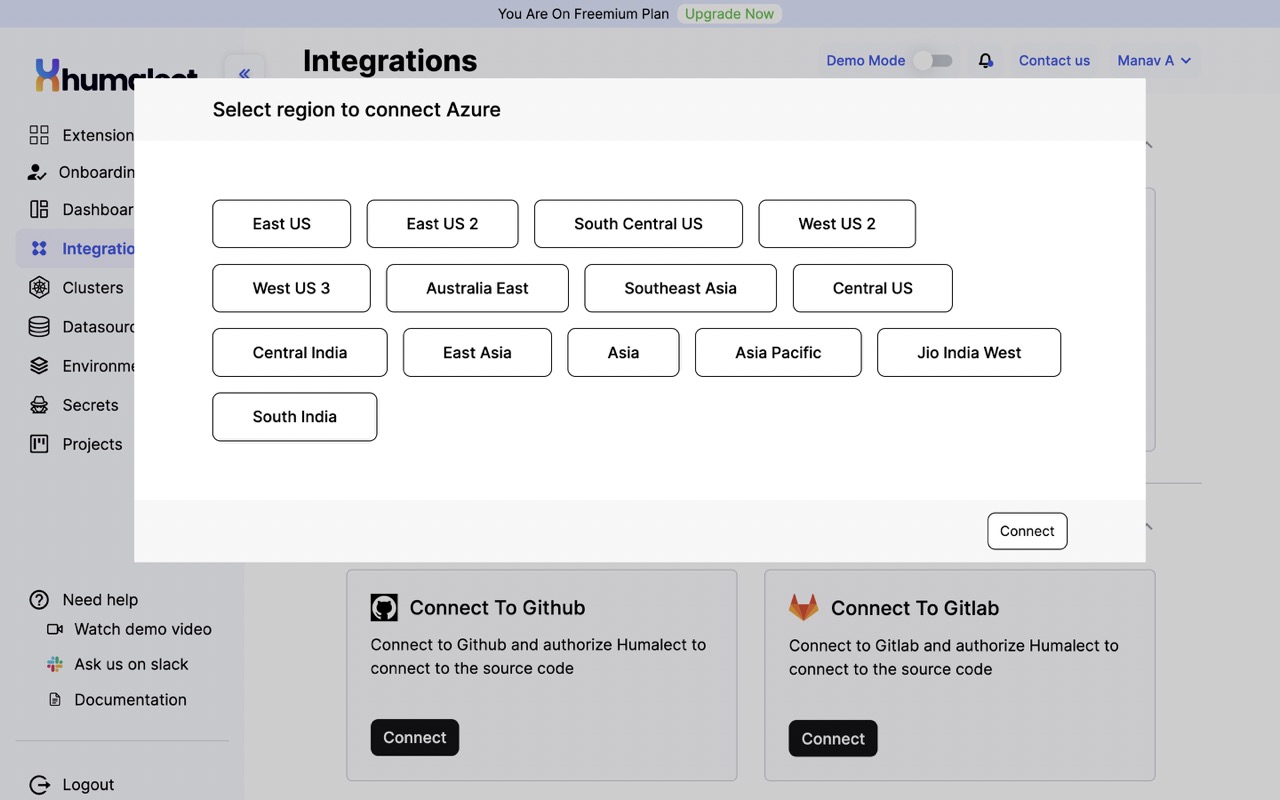 You Are On Freemium Plan Upgrade Now
Integrations
Demo Mode
Contact us
Manav A
Select region to connect Azure
East US
East US 2
South Central US
West US 2
West US 3
Australia East
Southeast Asia
Central US
Central India
East Asia
Asia
Asia Pacific
Jio India West
South India
Connect
Extension
Onboardin
Dashboar
Integratio
Clusters
Datasourc
Environme
Secrets
Projects
Need help
Watch demo video
Ask us on slack
Documentation
Logout
Connect To Github
Connect to Github and authorize Humalect to
connect to the source code
Connect
Connect To Gitlab
Connect to Gitlab and authorize Humalect to
connect to the source code
Connect